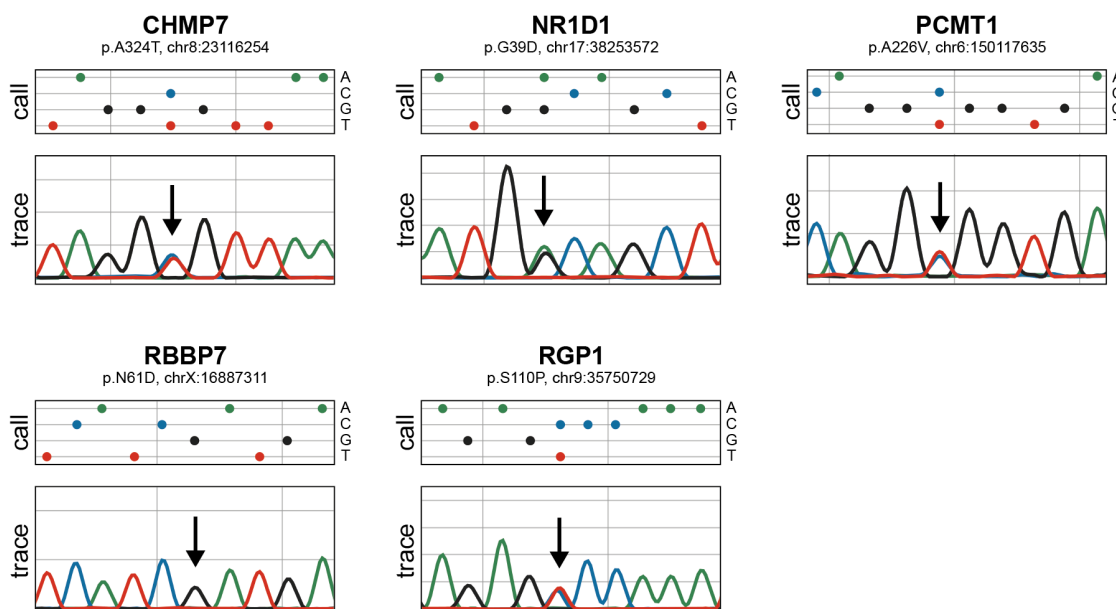 CHMP7
p.A324T, chr8:23116254
call
A
C
G
T
trace
NR1D1
p.G39D, chr17:38253572
call
A
C
G
T
trace
PCMT1
p.A226V, chr6:150117635
call
trace
RBBP7
p.N61D, chrX:16887311
call
A
C
G
T
trace
RGP1
p.S110P, chr9:35750729
call
A
C
G
T
trace